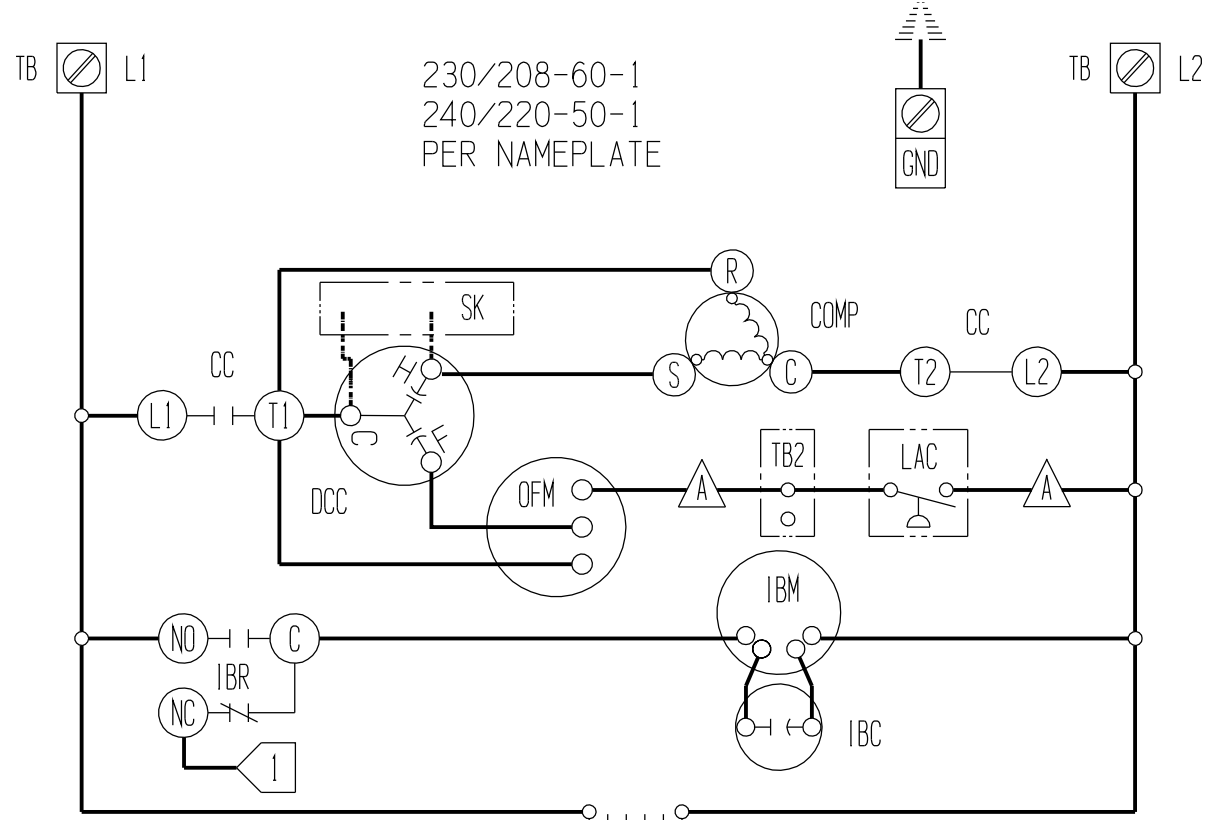 TB L1
230/208-60-1
240/220-50-1
PER NAMEPLATE
TB L2
GND
R
SK
COMP
CC
CC
H
S
C
T2
L2
L1
T1
C
F
DCC
OFM
A
TB2
LAC
A
IBM
NO
C
IBR
NC
IBC
1